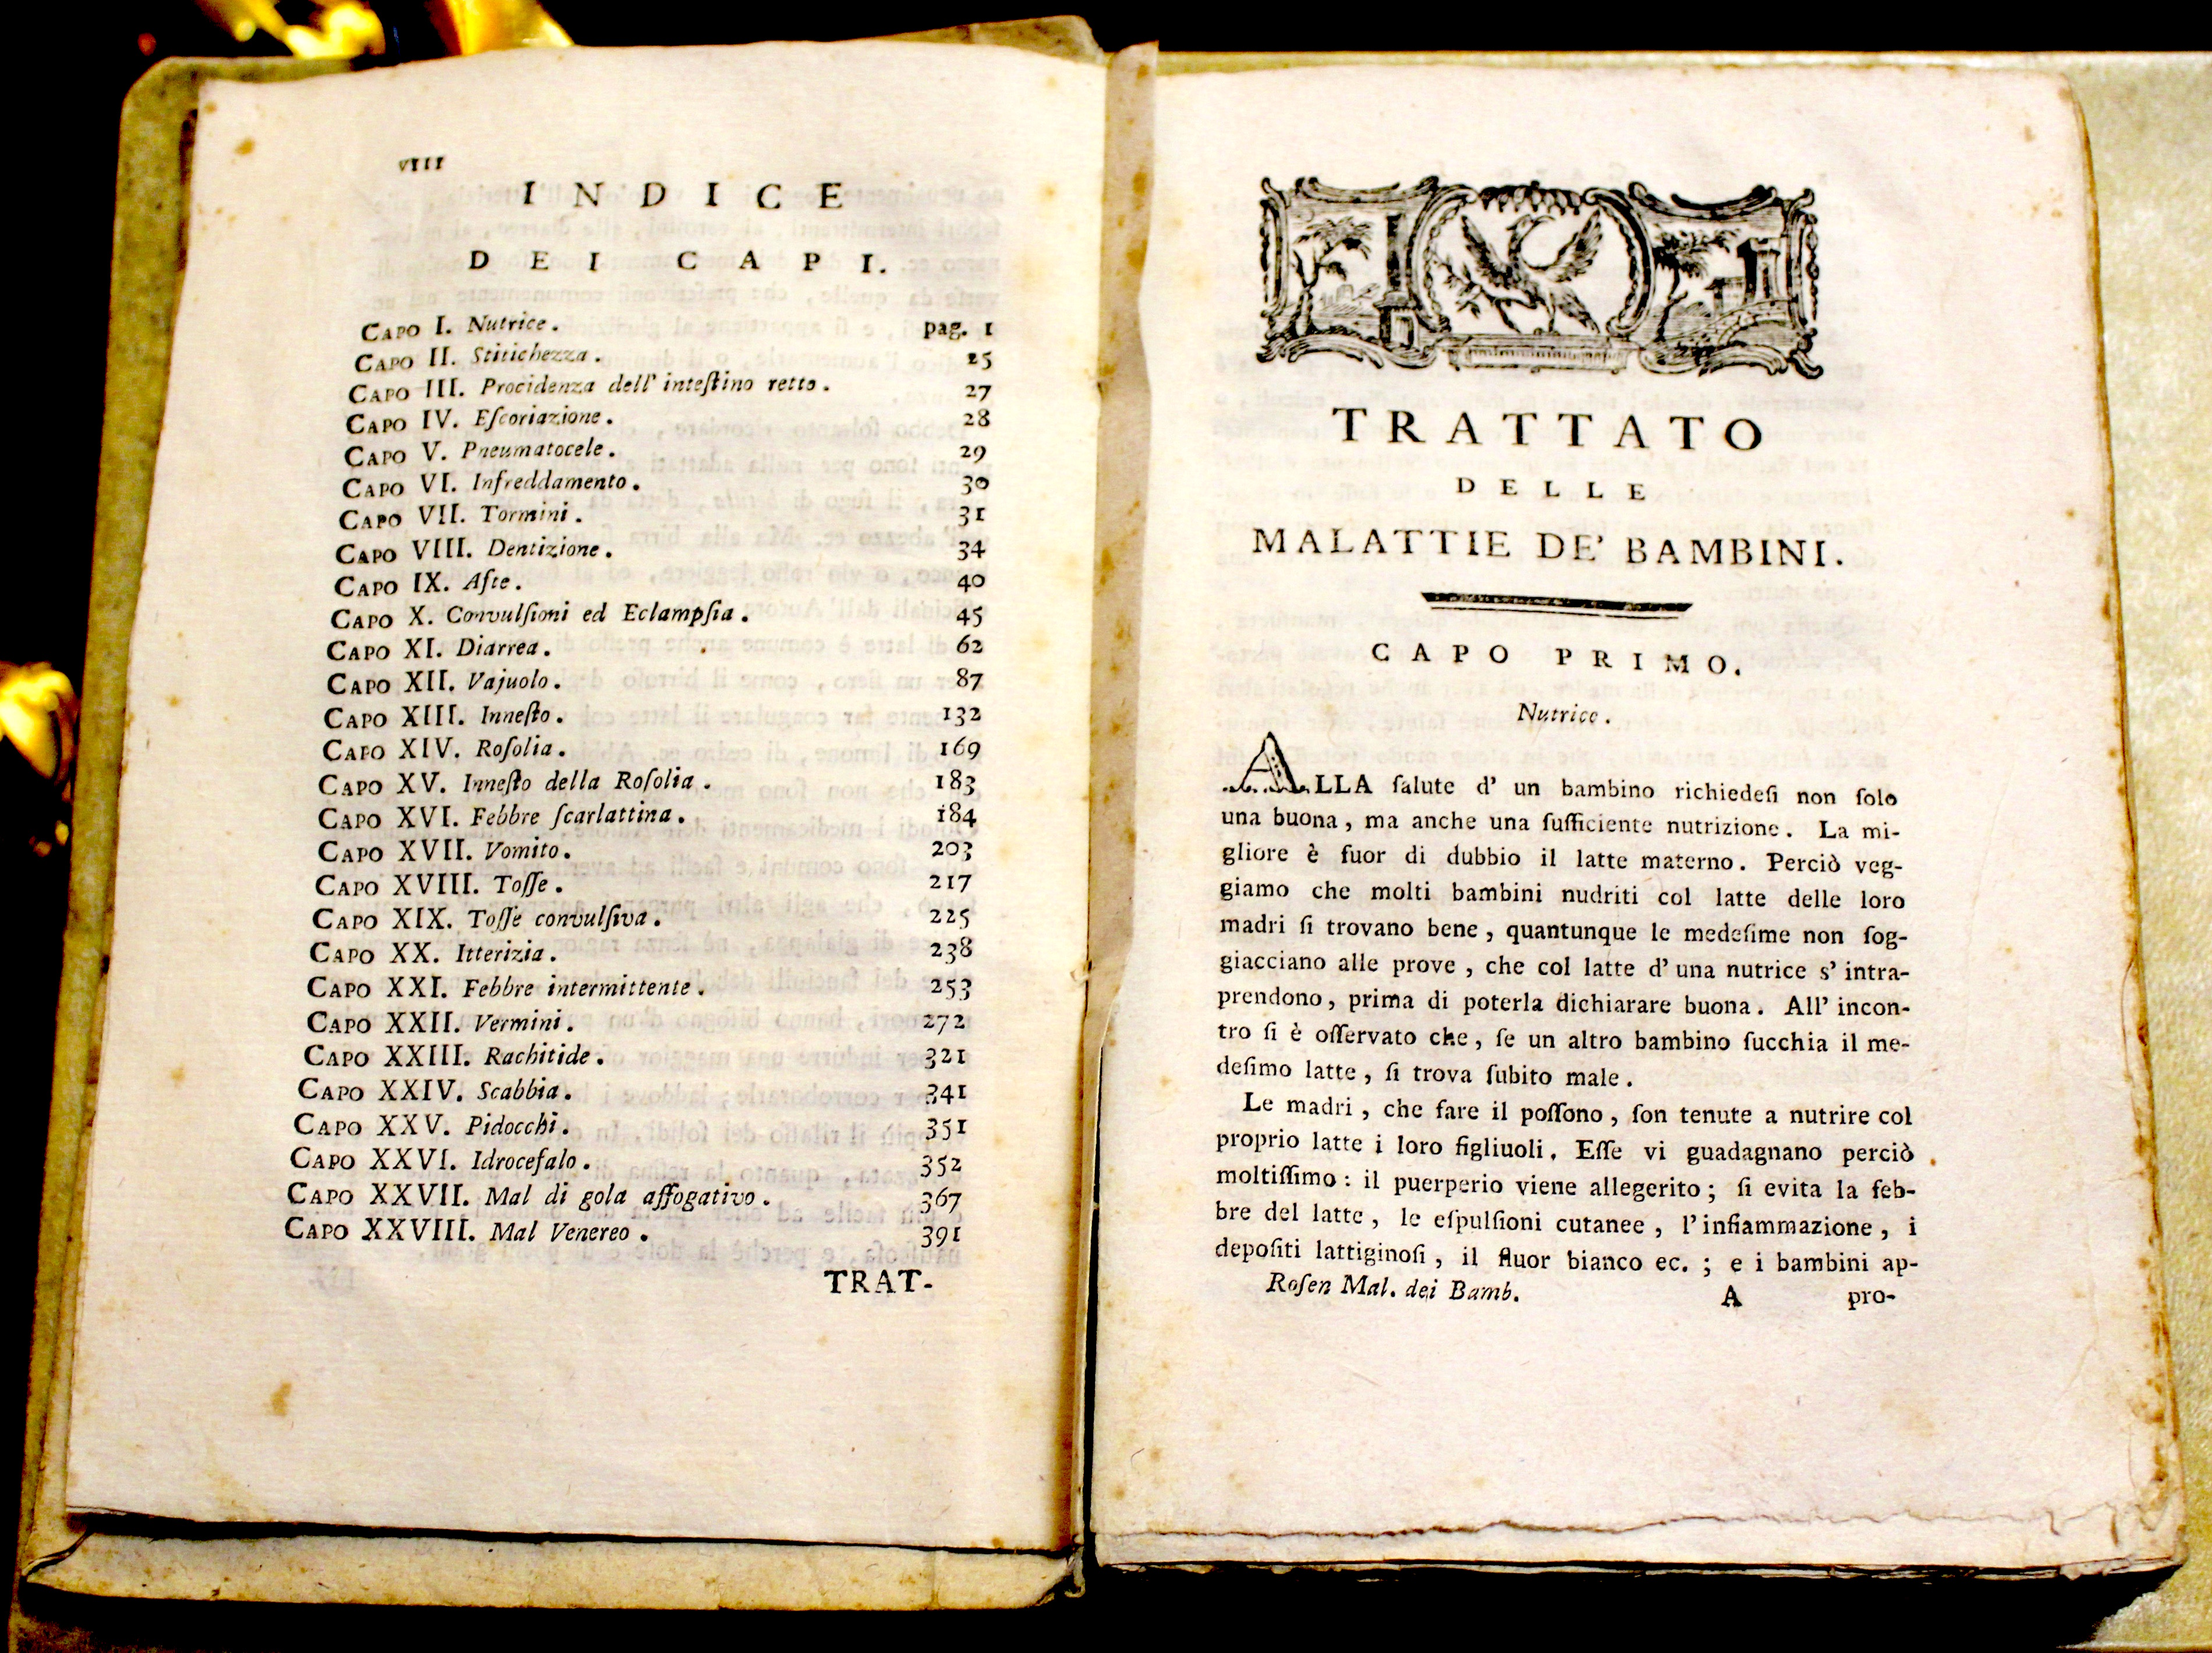 VIII
INDICE
DEI CAPI.
CAPO I. Nutrice. pag. 1
CAPO II. Stitichezza. 25
CAPO III. Procidenza dell' inteſtino retto. 27
CAPO IV. Eſcoriazione. 28
CAPO V. Pneumatocele. 29
CAPO VI. Infreddamento. 30
CAPO VII. Tormini. 31
CAPO VIII. Dentizione. 34
CAPO IX. Afte. 40
CAPO X. Convulſioni ed Eclampſia. 45
CAPO XI. Diarrea. 62
CAPO XII. Vajuolo. 87
CAPO XIII. Inneſto. 132
CAPO XIV. Roſolia. 169
CAPO XV. Inneſto della Roſolia. 183
CAPO XVI. Febbre ſcarlattina. 184
CAPO XVII. Vomito. 203
CAPO XVIII. Toſſe. 217
CAPO XIX. Toſſe convulſiva. 225
CAPO XX. Itterizia. 238
CAPO XXI. Febbre intermittente. 253
CAPO XXII. Vermini. 272
CAPO XXIII. Rachitide. 321
CAPO XXIV. Scabbia. 341
CAPO XXV. Pidocchi. 351
CAPO XXVI. Idrocefalo. 352
CAPO XXVII. Mal di gola affogativo. 367
CAPO XXVIII. Mal Venereo. 391
TRAT-
TRATTATO
DELLE
MALATTIE DE' BAMBINI.
CAPO PRIMO.
Nutrice.
ALLA ſalute d' un bambino richiedeſi non ſolo
una buona, ma anche una ſufficiente nutrizione. La mi-
gliore è fuor di dubbio il latte materno. Perciò veg-
giamo che molti bambini nudriti col latte delle loro
madri ſi trovano bene, quantunque le medeſime non ſog-
giacciano alle prove, che col latte d' una nutrice s' intra-
prendono, prima di poterla dichiarare buona. All' incon-
tro ſi è oſſervato che, ſe un altro bambino ſucchia il me-
deſimo latte, ſi trova ſubito male.
Le madri, che fare il poſſono, ſon tenute a nutrire col
proprio latte i loro figliuoli. Eſſe vi guadagnano perciò
moltiſſimo: il puerperio viene allegerito; ſi evita la feb-
bre del latte, le eſpulſioni cutanee, l' infiammazione, i
depoſiti lattiginoſi, il fluor bianco ec.; e i bambini ap-
Roſen Mal. dei Bamb. A pro-